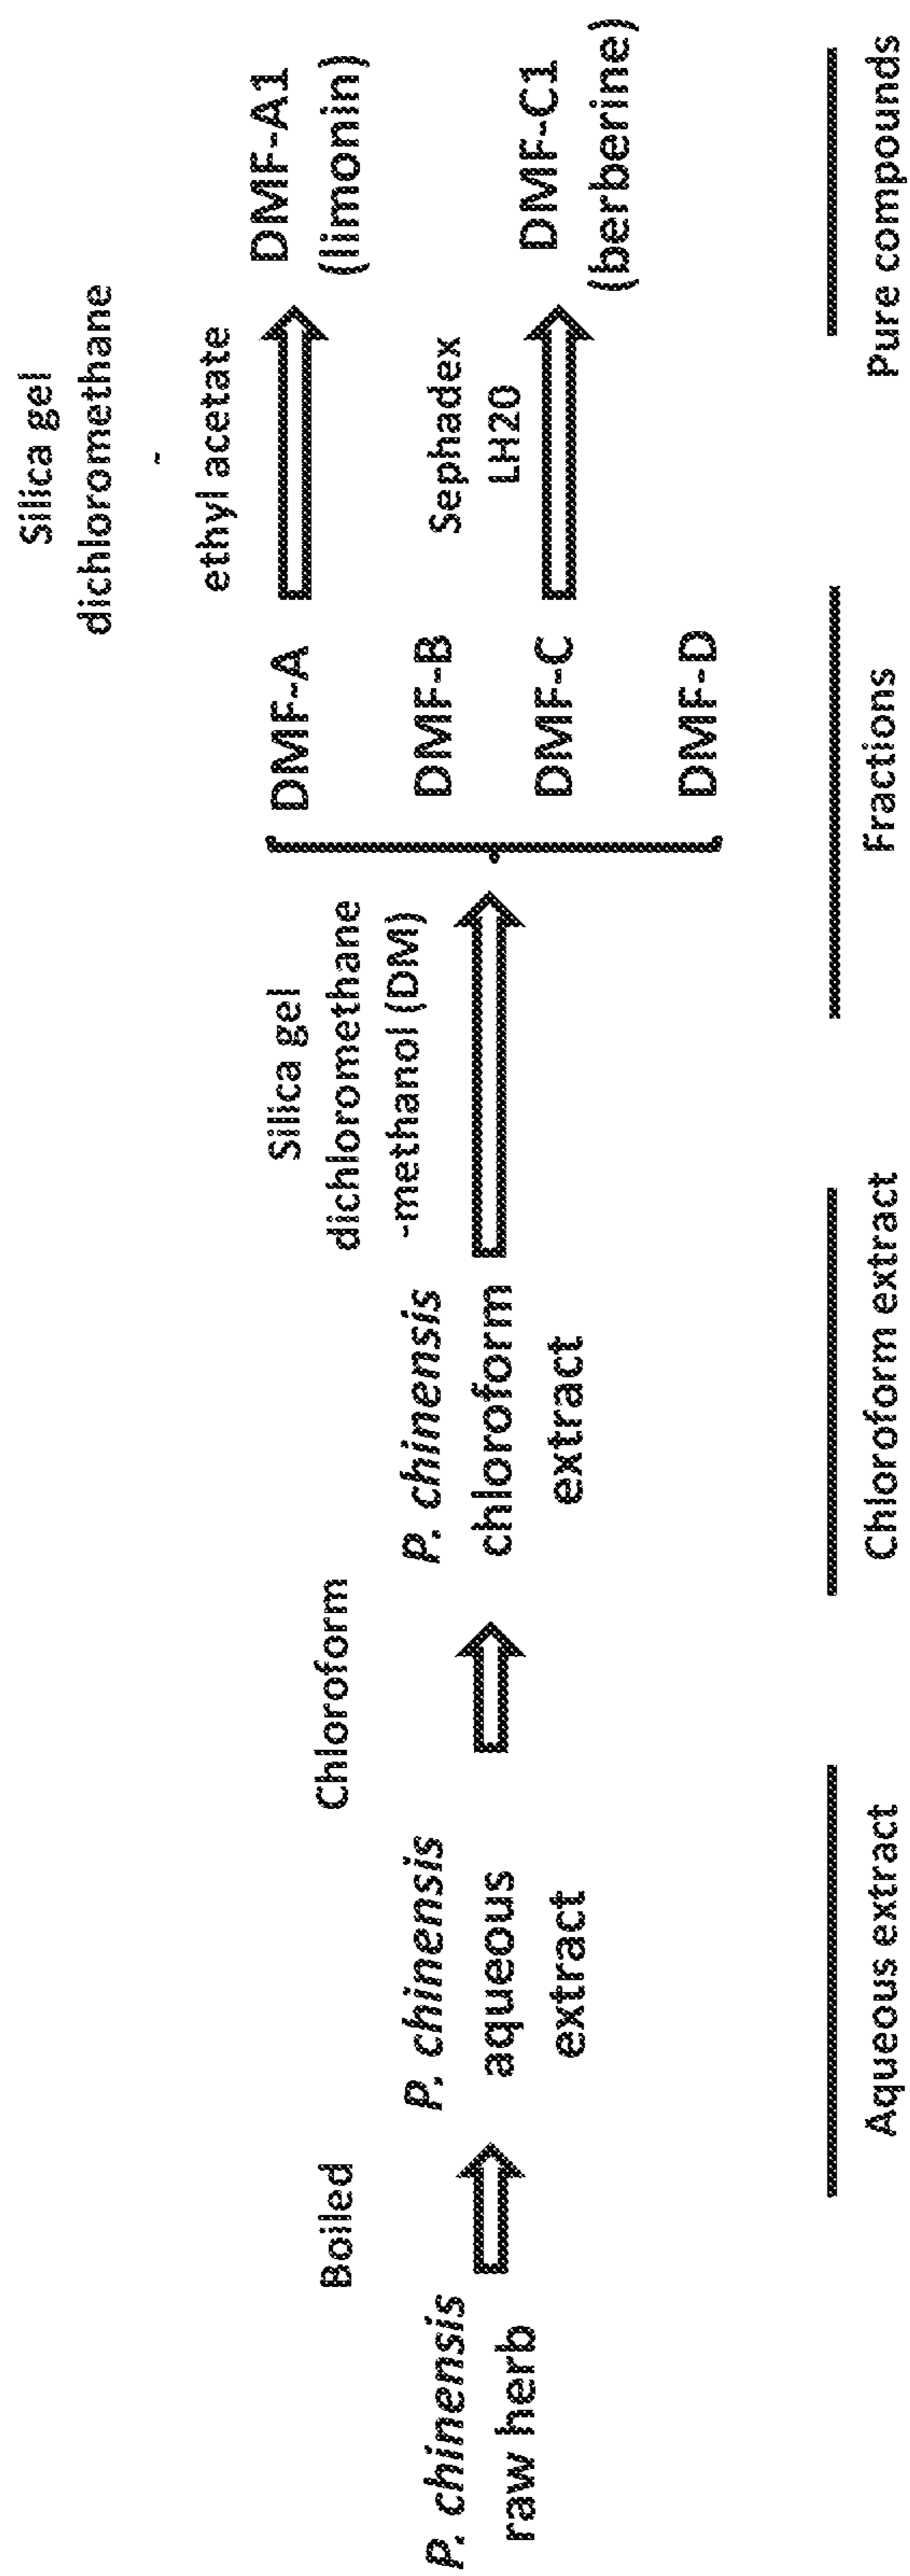 P. chinensis
raw herb
Boiled
P. chinensis
aqueous
extract
Chloroform
P. chinensis
chloroform
extract
Silica gel
dichloromethane
-methanol (DM)
DMF-A
DMF-B
DMF-C
DMF-D
Silica gel
dichloromethane
-
ethyl acetate
DMF-A1
(limonin)
Sephadex
LH20
DMF-C1
(berberine)
Aqueous extract
Chloroform extract
Fractions
Pure compounds